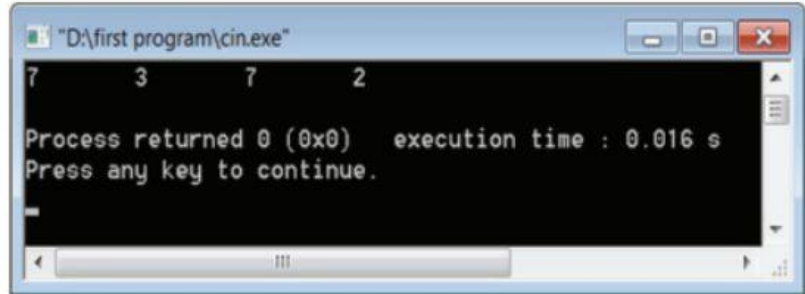 "D:\first program\cin.exe"
7 3 7 2
Process returned 0 (0x0) execution time : 0.016 s
Press any key to continue.